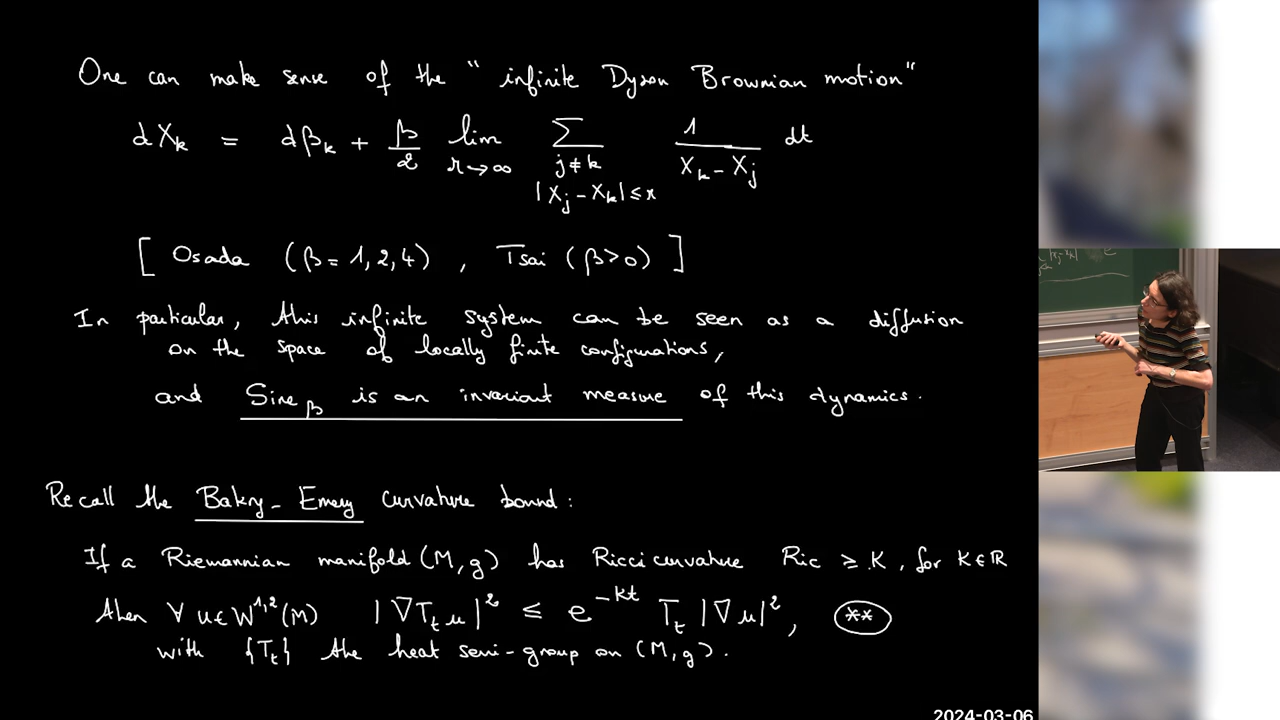 One can make sense of the "infinite Dyson Brownian motion"
dX_k = dβ_k + β/2 lim_{r→∞} ∑_{j≠k, |X_j - X_k| ≤ r} 1/(X_k - X_j) dt
[ Osada (β = 1, 2, 4) , Tsai (β > 0) ]
In particular, this infinite system can be seen as a diffusion
on the space of locally finite configurations,
and Sine_β is an invariant measure of this dynamics.
Recall the Bakry-Emery curvature bound:
If a Riemannian manifold (M, g) has Ricci curvature Ric ≥ K, for K ∈ ℝ
then ∀ u ∈ W^{1,2}(M) |∇T_t u|^2 ≤ e^{-Kt} T_t |∇u|^2, (**)
with {T_t} the heat semi-group on (M, g).
2024-03-06